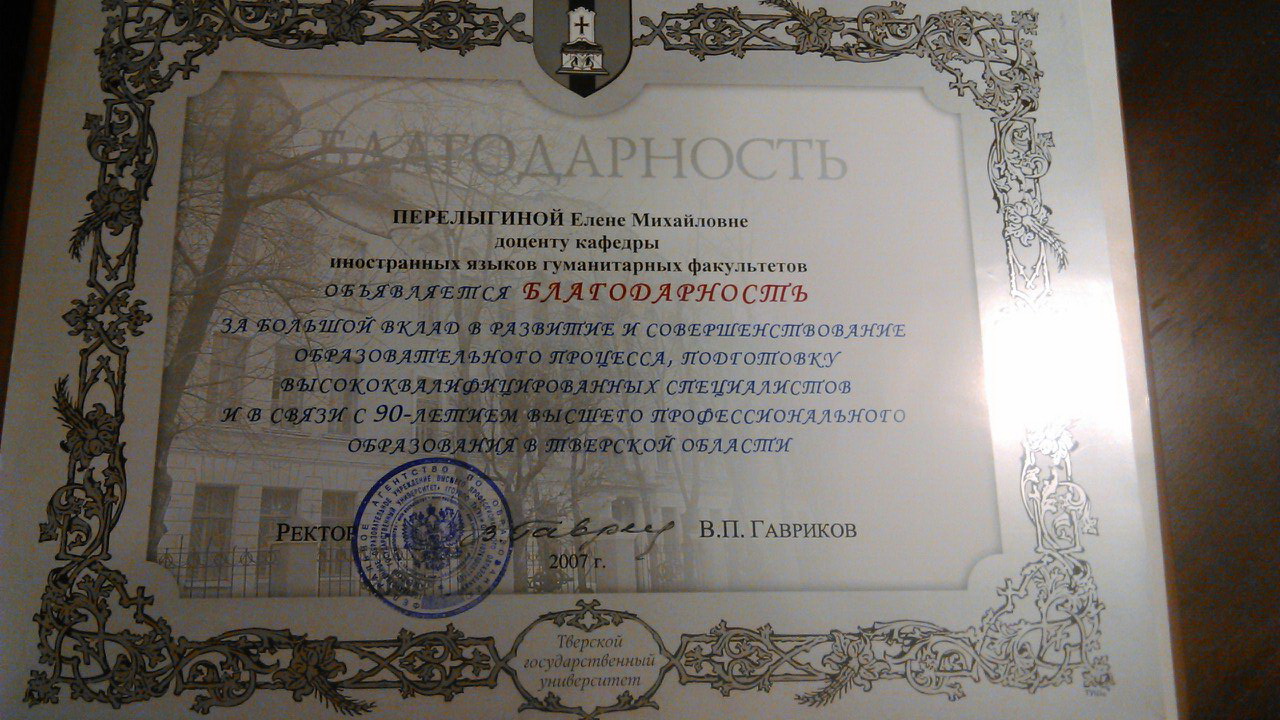 БЛАГОДАРНОСТЬ
ПЕРЕЛЫГИНОЙ Елене Михайловне
доценту кафедры
иностранных языков гуманитарных факультетов
ОБЪЯВЛЯЕТСЯ БЛАГОДАРНОСТЬ
ЗА БОЛЬШОЙ ВКЛАД В РАЗВИТИЕ И СОВЕРШЕНСТВОВАНИЕ
ОБРАЗОВАТЕЛЬНОГО ПРОЦЕССА, ПОДГОТОВКУ
ВЫСОКОКВАЛИФИЦИРОВАННЫХ СПЕЦИАЛИСТОВ
И В СВЯЗИ С 90-ЛЕТИЕМ ВЫСШЕГО ПРОФЕССИОНАЛЬНОГО
ОБРАЗОВАНИЯ В ТВЕРСКОЙ ОБЛАСТИ
РЕКТОР В.П. ГАВРИКОВ
2007 г.
Тверской
государственный
университет